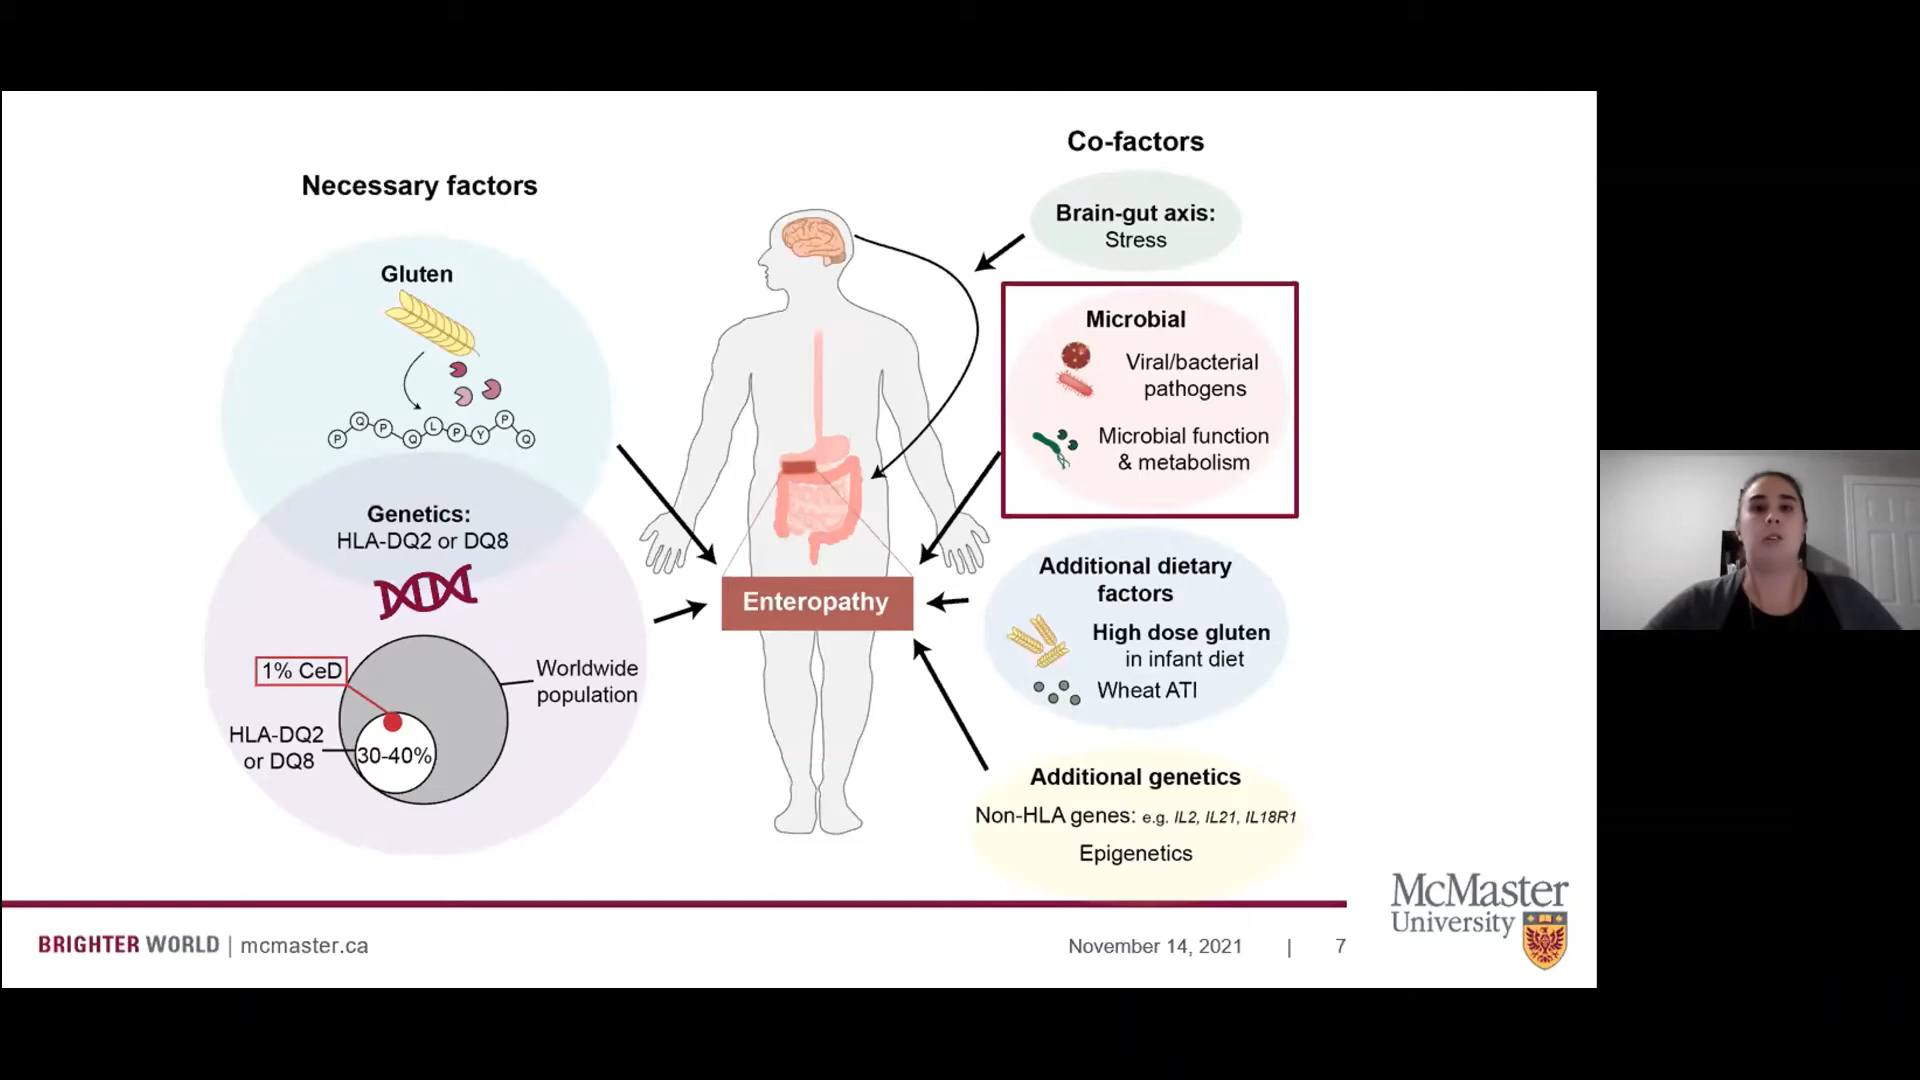 Necessary factors
Gluten
P
Q
P
Q
L
P
Y
P
Q
Genetics:
HLA-DQ2 or DQ8
1% CeD
Worldwide
population
HLA-DQ2
or DQ8
30-40%
Enteropathy
Co-factors
Brain-gut axis:
Stress
Microbial
Viral/bacterial
pathogens
Microbial function
& metabolism
Additional dietary
factors
High dose gluten
in infant diet
Wheat ATI
Additional genetics
Non-HLA genes: e.g. IL2, IL21, IL18R1
Epigenetics
BRIGHTER WORLD | mcmaster.ca
November 14, 2021 | 7
McMaster
University